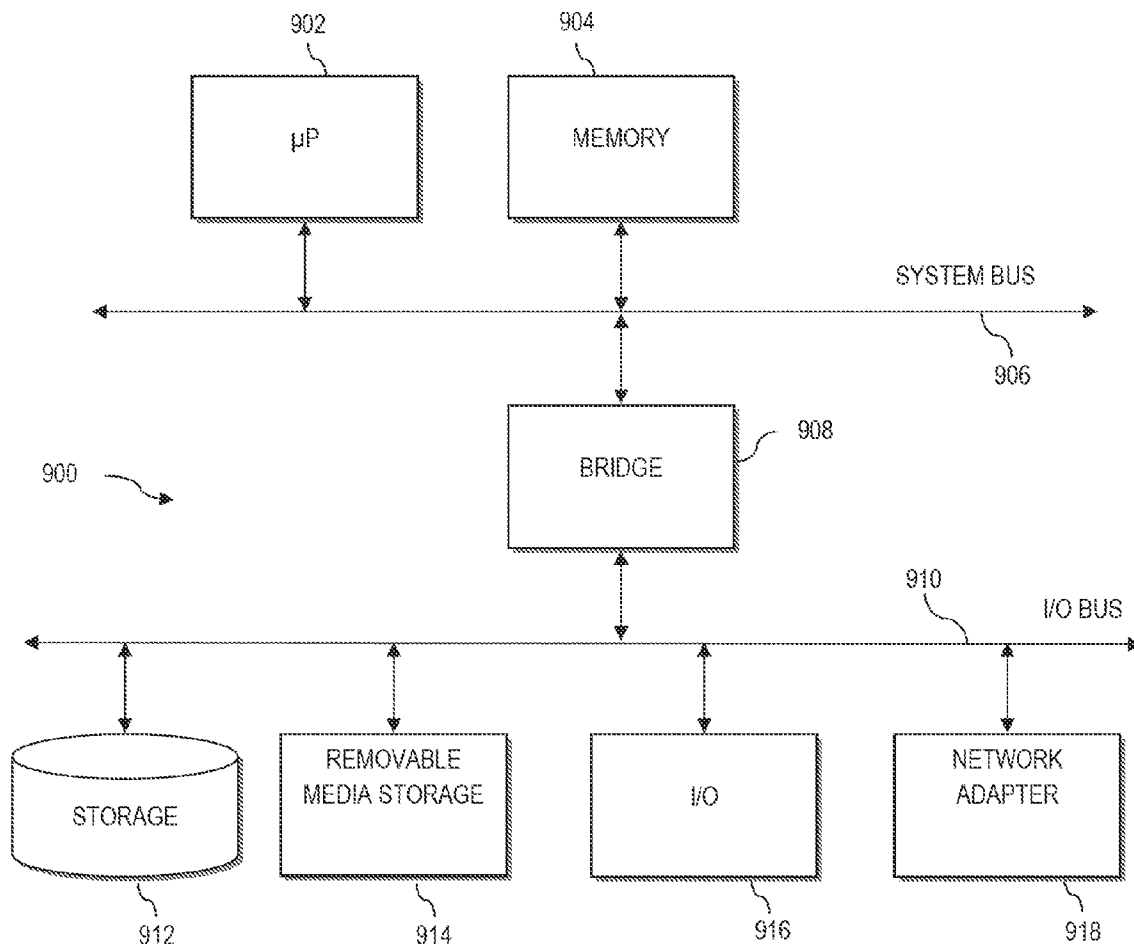 902
904
µP
MEMORY
SYSTEM BUS
906
BRIDGE
908
900
910
I/O BUS
STORAGE
REMOVABLE
MEDIA STORAGE
I/O
NETWORK
ADAPTER
912
914
916
918